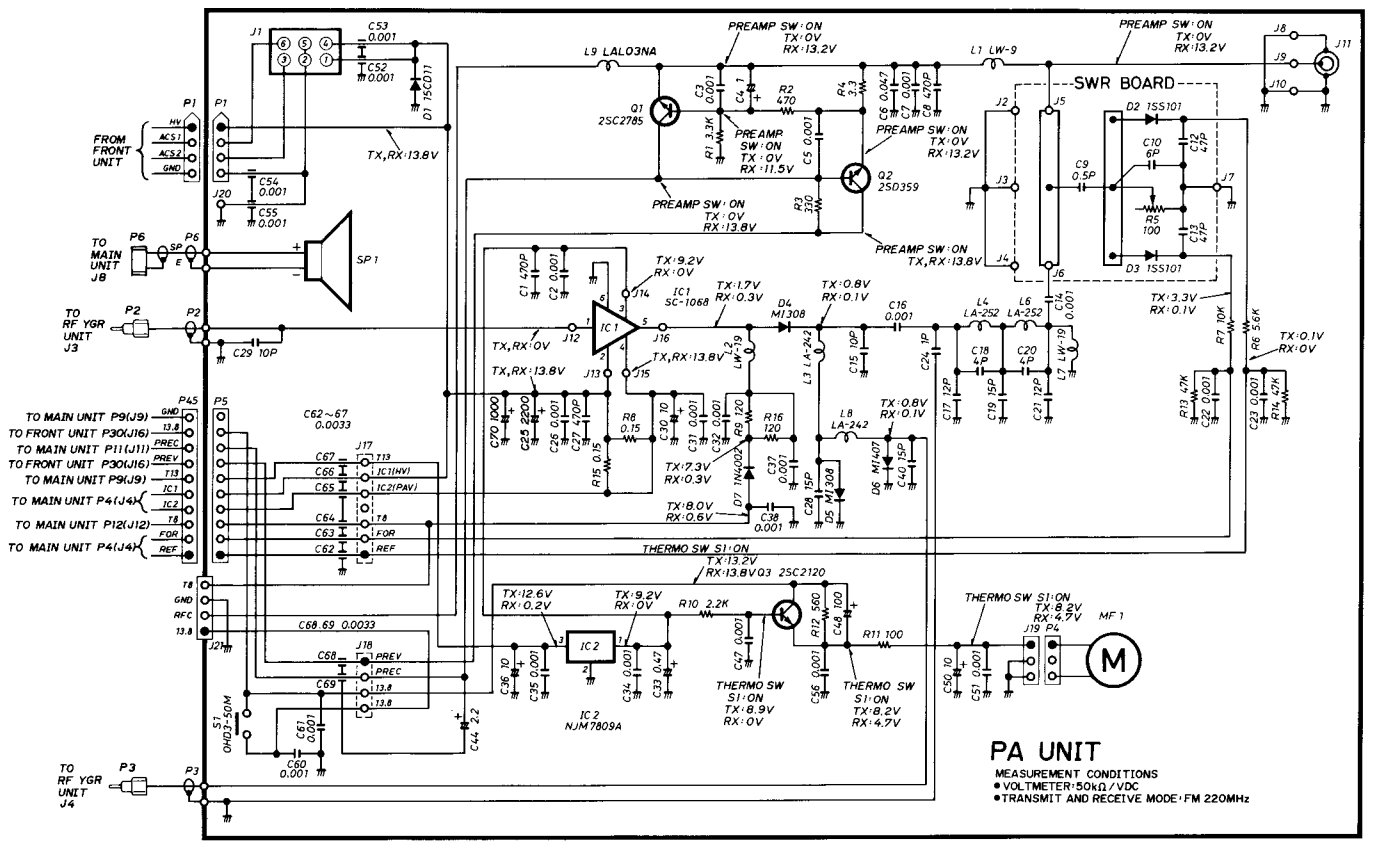 J1
6 5 4
3 2 1
C53
0.001
C52
0.001
D1 15CD11
P1
P1
FROM
FRONT
UNIT
HV
ACS1
ACS2
GND
TX,RX:13.8V
J20
C54
0.001
C55
0.001
TO
MAIN
UNIT
J8
P6
SP
E
P6
+
−
SP1
TO
RF YGR
UNIT
J3
P2
P2
C29 10P
L9 LAL03NA
PREAMP SW:ON
TX:0V
RX:13.2V
Q1
2SC2785
C3
0.001
C4 1
+
R2
470
R1 3.3K
PREAMP
SW:ON
TX:0V
RX:11.5V
C5 0.001
R4
3.3
C6 0.047
C7 0.001
C8 470P
PREAMP SW:ON
TX:0V
RX:13.2V
Q2
2SD359
R3
330
PREAMP SW:ON
TX:0V
RX:13.8V
PREAMP SW:ON
TX,RX:13.8V
L1 LW-9
PREAMP SW:ON
TX:0V
RX:13.2V
J8
J9
J10
J11
SWR BOARD
J2
J3
J4
J5
J6
C9
0.5P
D2 1SS101
C10
6P
C12
47P
R5
100
C13
47P
D3 1SS101
J7
C14
0.001
C1 470P
C2 0.001
TX:9.2V
RX:0V
J14
IC1
SC-1068
6
3
1
IC1
5
2
4
J12
J16
J13
J15
TX,RX:0V
TX,RX:13.8V
TX,RX:13.8V
TX:1.7V
RX:0.3V
D4
MI308
TX:0.8V
RX:0.1V
L2
LW-19
L3 LA-242
C15 10P
C16
0.001
C24 1P
L4
LA-252
L6
LA-252
C18
4P
C20
4P
C17 12P
C19 15P
C21 12P
L7 LW-19
TX:3.3V
RX:0.1V
R7 10K
R6 5.6K
TX:0.1V
RX:0V
R13 47K
C22 0.001
C23 0.001
R14 47K
P45
P5
TO MAIN UNIT P9(J9)
GND
TO FRONT UNIT P30(J16)
13.8
TO MAIN UNIT P11(J11)
PREC
TO FRONT UNIT P30(J16)
PREV
TO MAIN UNIT P9(J9)
T13
TO MAIN UNIT P4(J4)
IC1
IC2
TO MAIN UNIT P12(J12)
T8
TO MAIN UNIT P4(J4)
FOR
REF
C62~67
0.0033
J17
C67
T13
C66
IC1(HV)
C65
IC2(PAV)
C64
T8
C63
FOR
C62
REF
C70 1000
+
C25 2200
+
C26 0.001
C27 470P
R8
0.15
R15 0.15
C30 10
+
C31 0.001
C32 0.001
R9 120
R16
120
C37
0.001
TX:7.3V
RX:0.3V
D7 1N4002
TX:8.0V
RX:0.6V
C38
0.001
L8
LA-242
TX:0.8V
RX:0.1V
C28 15P
D5 MI308
D6 MI407
C40 15P
T8
GND
RFC
13.8
J21
C68,69 0.0033
J18
C68
PREV
PREC
C69
13.8
13.8
S1
OHD3-50M
C61
0.001
C60
0.001
+
C44 2.2
THERMO SW S1:ON
TX:13.2V
RX:13.8V
Q3 2SC2120
TX:12.6V
RX:0.2V
TX:9.2V
RX:0V
3
IC2
1
2
IC2
NJM7809A
C36 10
+
C35 0.001
C34 0.001
C33 0.47
+
R10 2.2K
C47 0.001
R12 560
C48 100
+
R11 100
C56 0.001
THERMO SW
S1:ON
TX:8.9V
RX:0V
THERMO SW
S1:ON
TX:8.2V
RX:4.7V
THERMO SW S1:ON
TX:8.2V
RX:4.7V
C50 10
+
C51 0.001
J19 P4
MF1
M
TO
RF YGR
UNIT
J4
P3
P3
PA UNIT
MEASUREMENT CONDITIONS
•VOLTMETER:50kΩ/VDC
•TRANSMIT AND RECEIVE MODE:FM 220MHz